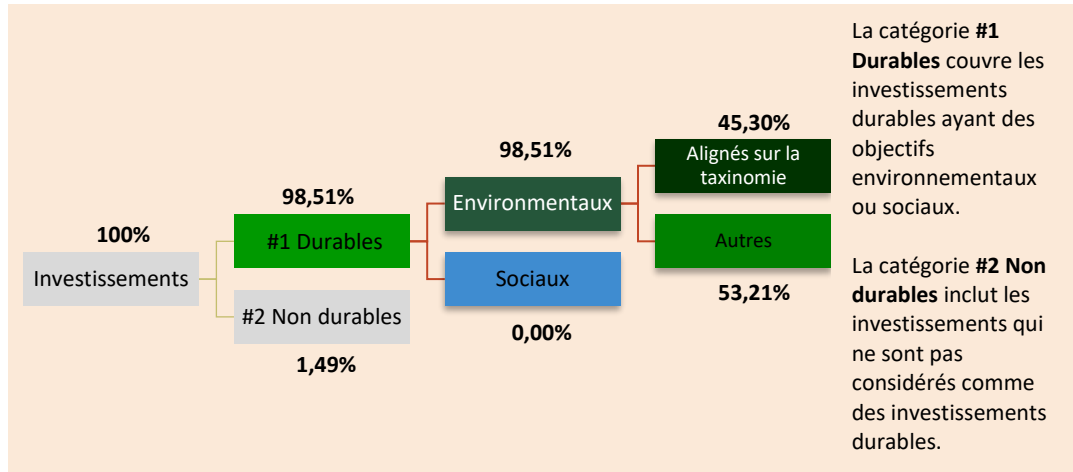 100%
Investissements
98,51%
#1 Durables
#2 Non durables
1,49%
98,51%
Environmentaux
Sociaux
0,00%
45,30%
Alignés sur la
taxinomie
Autres
53,21%
La catégorie #1
Durables couvre les
investissements
durables ayant des
objectifs
environnementaux
ou sociaux.
La catégorie #2 Non
durables inclut les
investissements qui
ne sont pas
considérés comme
des investissements
durables.